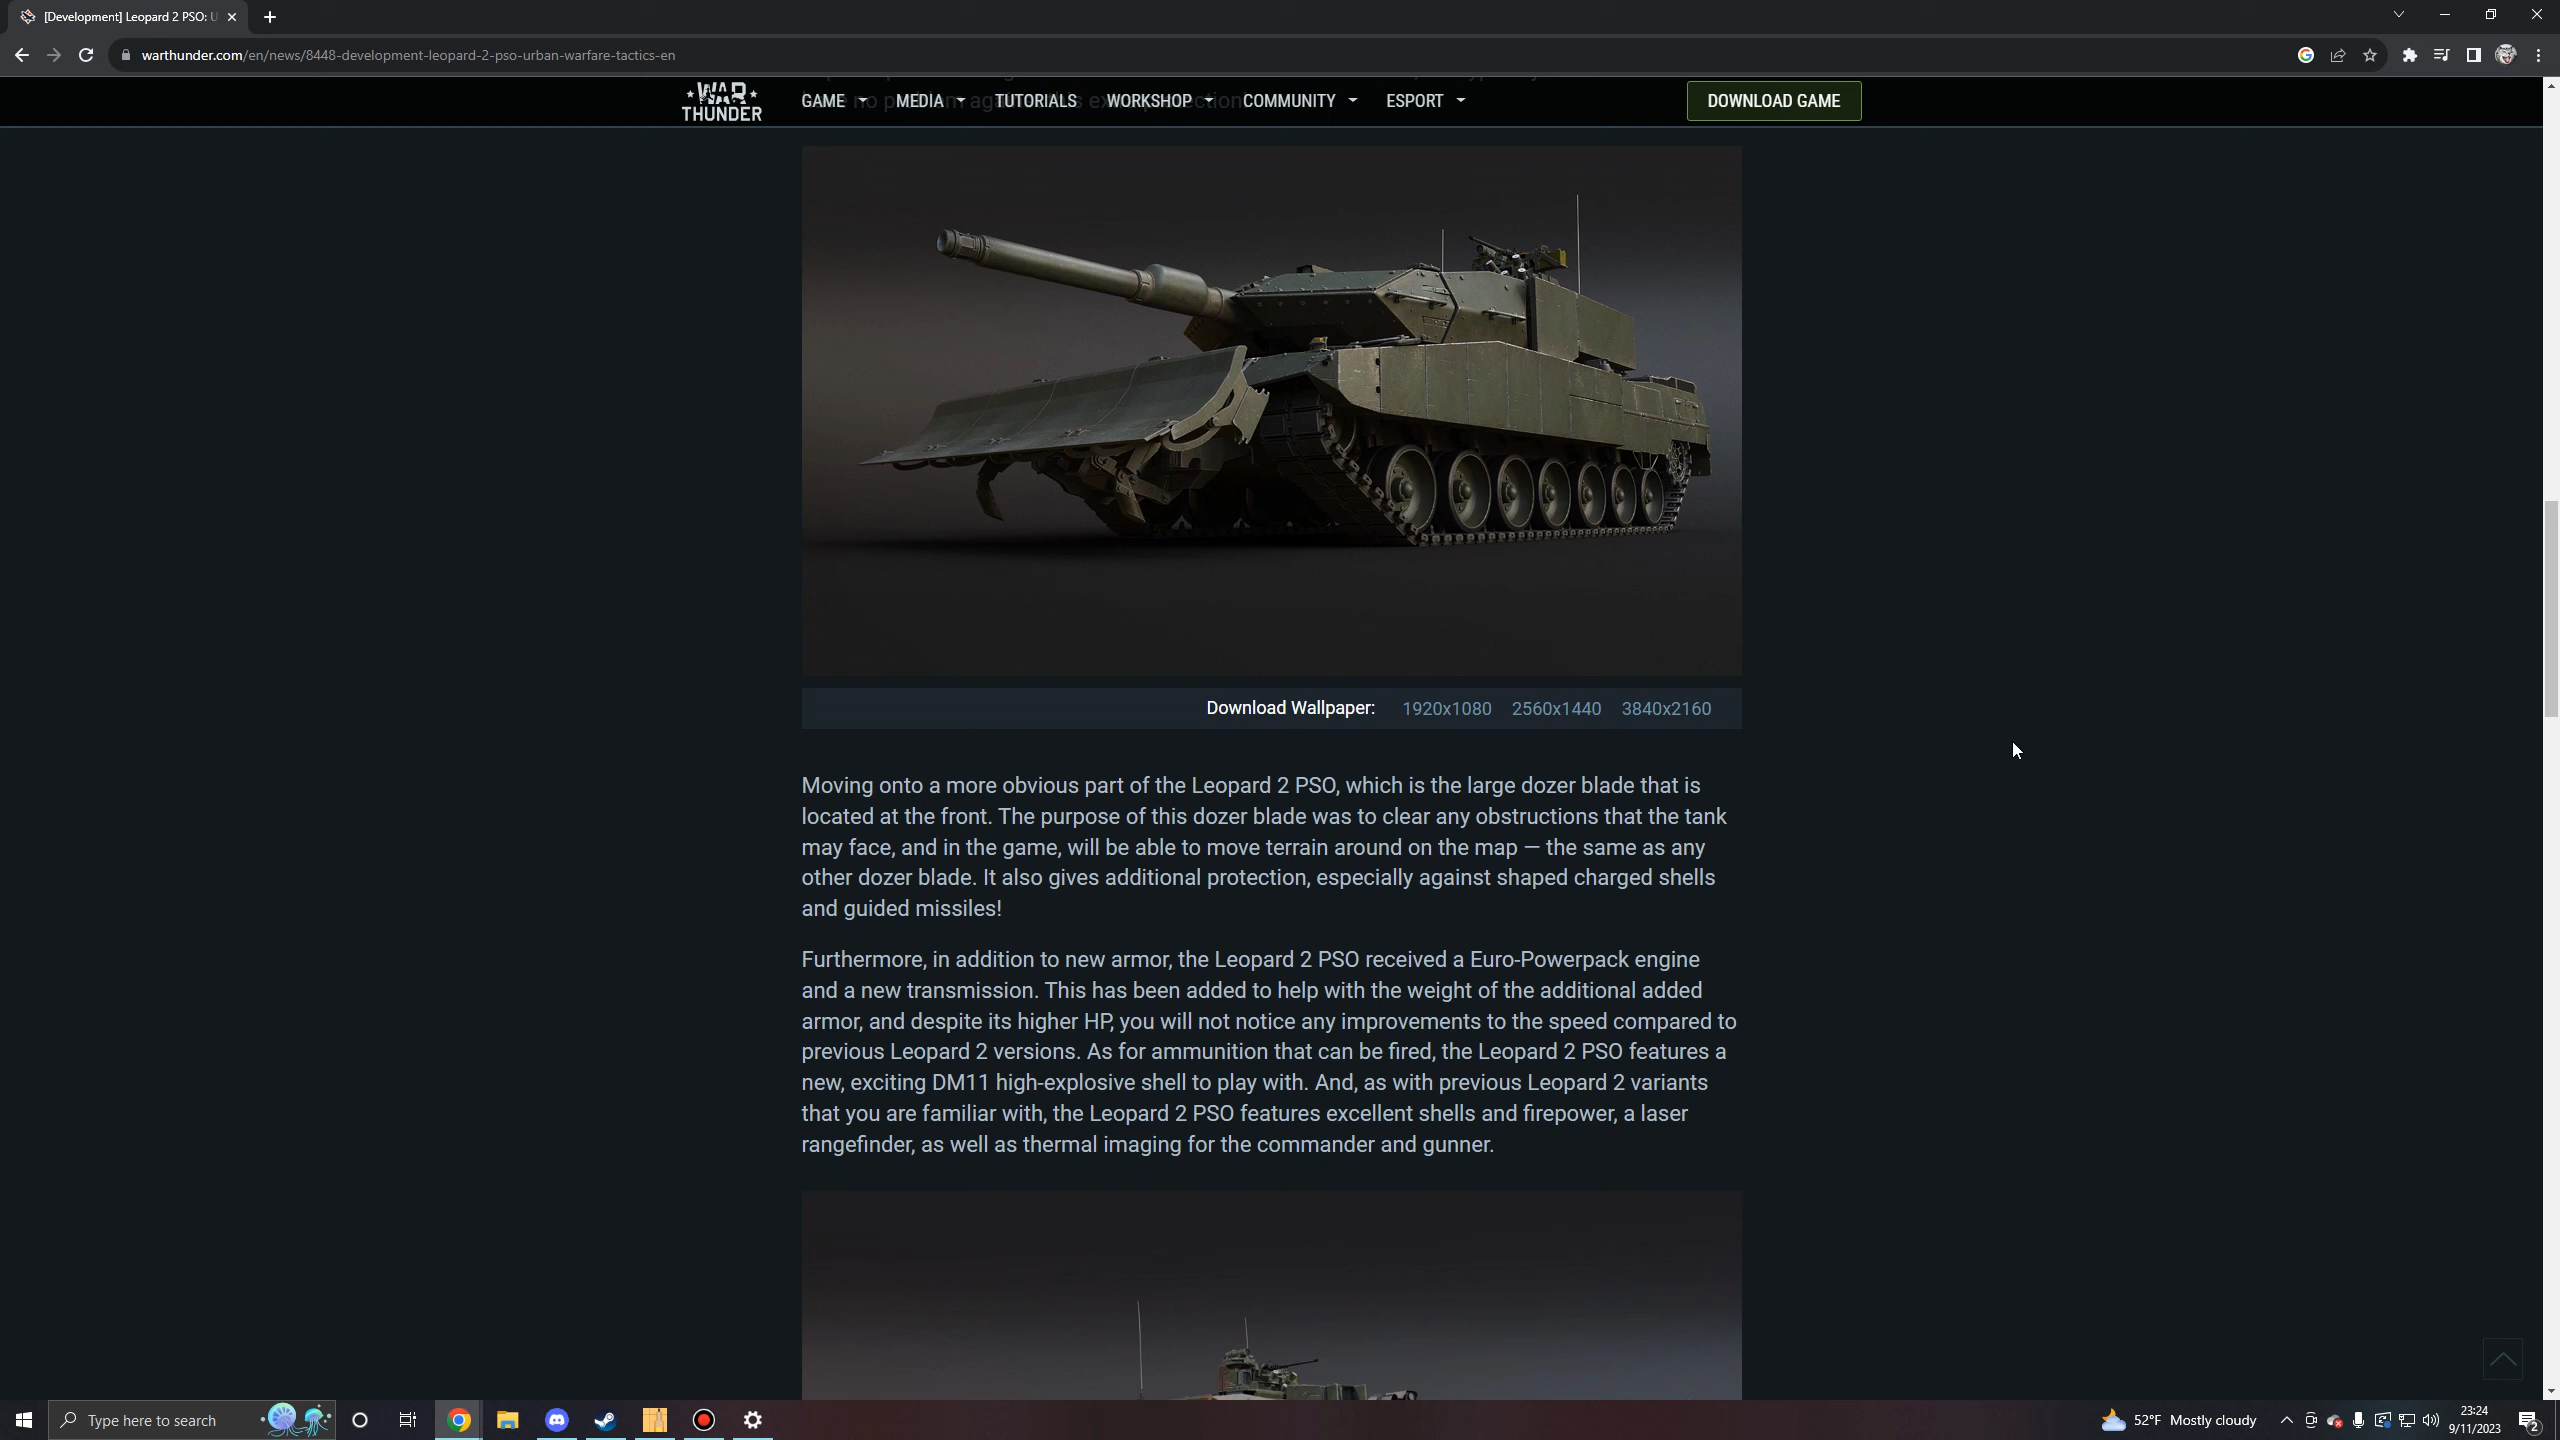 [Development] Leopard 2 PSO: U
warthunder.com/en/news/8448-development-leopard-2-pso-urban-warfare-tactics-en
WAR THUNDER
GAME MEDIA TUTORIALS WORKSHOP COMMUNITY ESPORT
DOWNLOAD GAME
Download Wallpaper: 1920x1080 2560x1440 3840x2160
Moving onto a more obvious part of the Leopard 2 PSO, which is the large dozer blade that is
located at the front. The purpose of this dozer blade was to clear any obstructions that the tank
may face, and in the game, will be able to move terrain around on the map — the same as any
other dozer blade. It also gives additional protection, especially against shaped charged shells
and guided missiles!
Furthermore, in addition to new armor, the Leopard 2 PSO received a Euro-Powerpack engine
and a new transmission. This has been added to help with the weight of the additional added
armor, and despite its higher HP, you will not notice any improvements to the speed compared to
previous Leopard 2 versions. As for ammunition that can be fired, the Leopard 2 PSO features a
new, exciting DM11 high-explosive shell to play with. And, as with previous Leopard 2 variants
that you are familiar with, the Leopard 2 PSO features excellent shells and firepower, a laser
rangefinder, as well as thermal imaging for the commander and gunner.
Type here to search
52°F Mostly cloudy
23:24
9/11/2023
2